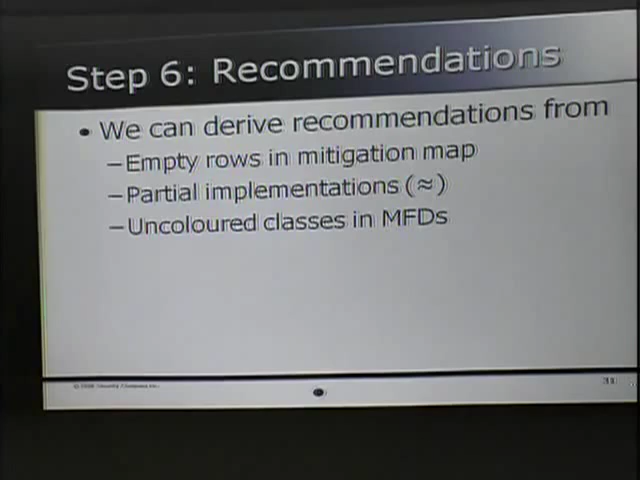 Step 6: Recommendations
• We can derive recommendations from
–Empty rows in mitigation map
–Partial implementations (≈)
–Uncoloured classes in MFDs
31